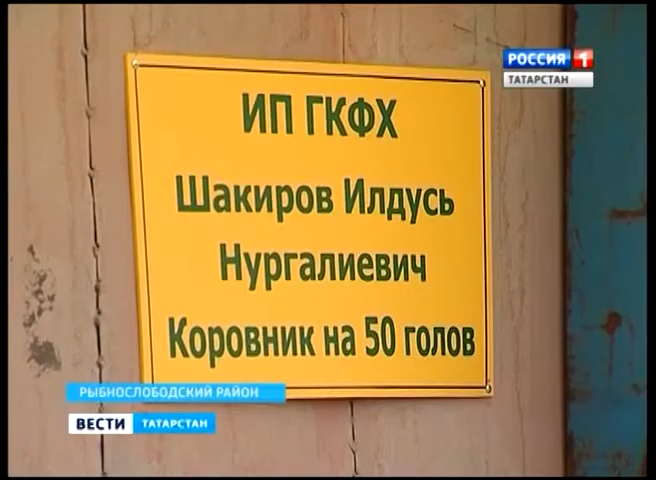 РОССИЯ 1
ТАТАРСТАН
ИП ГКФХ
Шакиров Илдусь
Нургалиевич
Коровник на 50 голов
РЫБНОСЛОБОДСКИЙ РАЙОН
ВЕСТИ ТАТАРСТАН